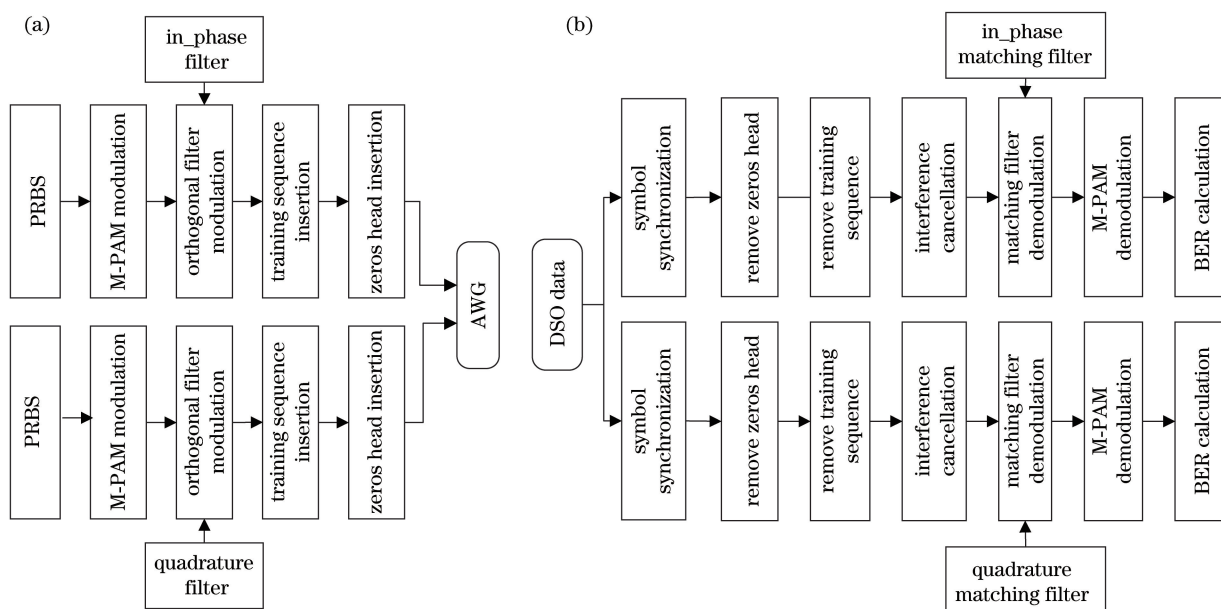 (a)
in_phase
filter
PRBS
M-PAM modulation
orthogonal filter
modulation
training sequence
insertion
zeros head insertion
PRBS
M-PAM modulation
orthogonal filter
modulation
training sequence
insertion
zeros head insertion
quadrature
filter
AWG
(b)
in_phase
matching filter
DSO data
symbol
synchronization
remove zeros head
remove training
sequence
interference
cancellation
matching filter
demodulation
M-PAM
demodulation
BER calculation
symbol
synchronization
remove zeros head
remove training
sequence
interference
cancellation
matching filter
demodulation
M-PAM
demodulation
BER calculation
quadrature
matching filter